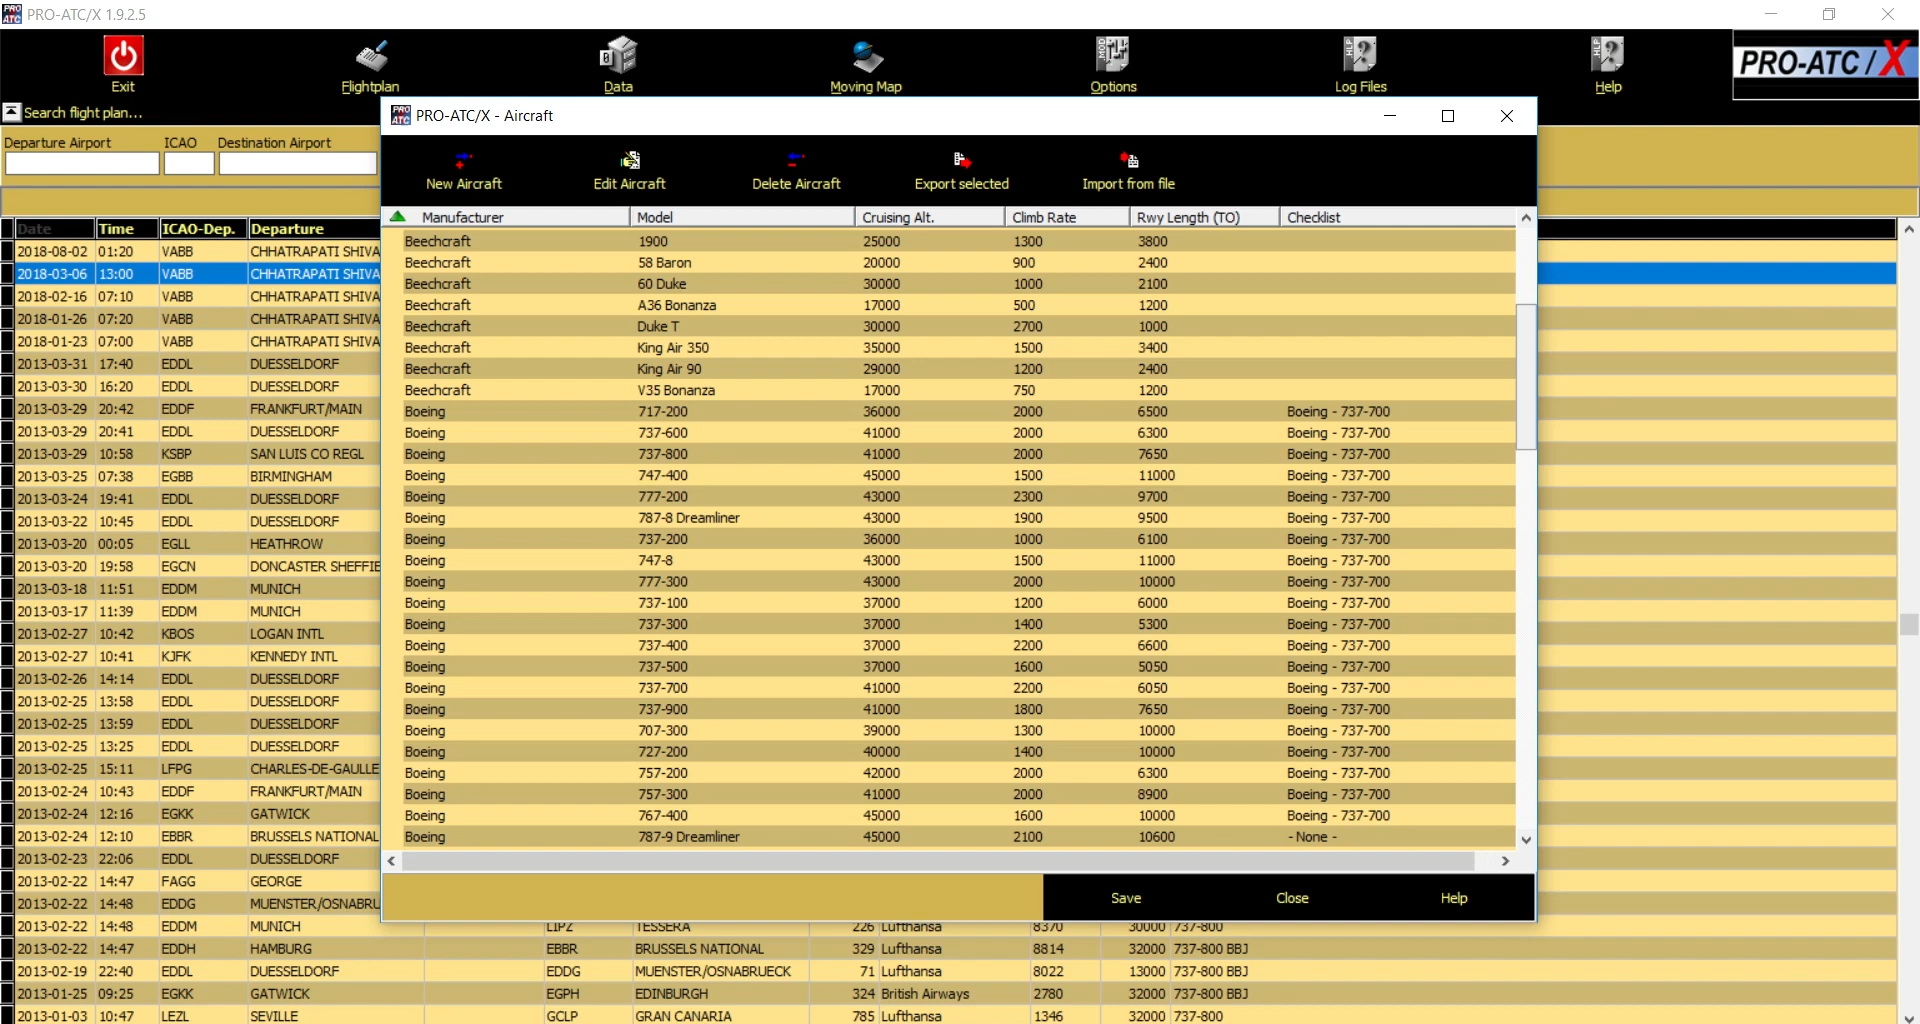 PRO-ATC/X 1.9.2.5
Exit Flightplan Data Moving Map Options Log Files Help
PRO-ATC/X
Search flight plan...
Departure Airport ICAO Destination Airport
Date Time ICAO-Dep. Departure
2018-08-02 01:20 VABB CHHATRAPATI SHIVA
2018-03-06 13:00 VABB CHHATRAPATI SHIVA
2018-02-16 07:10 VABB CHHATRAPATI SHIVA
2018-01-26 07:20 VABB CHHATRAPATI SHIVA
2018-01-23 07:00 VABB CHHATRAPATI SHIVA
2013-03-31 17:40 EDDL DUESSELDORF
2013-03-30 16:20 EDDL DUESSELDORF
2013-03-29 20:42 EDDF FRANKFURT/MAIN
2013-03-29 20:41 EDDL DUESSELDORF
2013-03-29 10:58 KSBP SAN LUIS CO REGL
2013-03-25 07:38 EGBB BIRMINGHAM
2013-03-24 19:41 EDDL DUESSELDORF
2013-03-22 10:45 EDDL DUESSELDORF
2013-03-20 00:05 EGLL HEATHROW
2013-03-20 19:58 EGCN DONCASTER SHEFFIE
2013-03-18 11:51 EDDM MUNICH
2013-03-17 11:39 EDDM MUNICH
2013-02-27 10:42 KBOS LOGAN INTL
2013-02-27 10:41 KJFK KENNEDY INTL
2013-02-26 14:14 EDDL DUESSELDORF
2013-02-25 13:58 EDDL DUESSELDORF
2013-02-25 13:59 EDDL DUESSELDORF
2013-02-25 13:25 EDDL DUESSELDORF
2013-02-25 15:11 LFPG CHARLES-DE-GAULLE
2013-02-24 10:43 EDDF FRANKFURT/MAIN
2013-02-24 12:16 EGKK GATWICK
2013-02-24 12:10 EBBR BRUSSELS NATIONAL
2013-02-23 22:06 EDDL DUESSELDORF
2013-02-22 14:47 FAGG GEORGE
2013-02-22 14:48 EDDG MUENSTER/OSNABRU
2013-02-22 14:48 EDDM MUNICH LIPZ TESSERA 226 Lufthansa 8370 30000 737-800
2013-02-22 14:47 EDDH HAMBURG EBBR BRUSSELS NATIONAL 329 Lufthansa 8814 32000 737-800 BBJ
2013-02-19 22:40 EDDL DUESSELDORF EDDG MUENSTER/OSNABRUECK 71 Lufthansa 8022 13000 737-800 BBJ
2013-01-25 09:25 EGKK GATWICK EGPH EDINBURGH 324 British Airways 2780 32000 737-800 BBJ
2013-01-03 10:47 LEZL SEVILLE GCLP GRAN CANARIA 785 Lufthansa 1346 32000 737-800
PRO-ATC/X - Aircraft
New Aircraft Edit Aircraft Delete Aircraft Export selected Import from file
Manufacturer Model Cruising Alt. Climb Rate Rwy Length (TO) Checklist
Beechcraft 1900 25000 1300 3800
Beechcraft 58 Baron 20000 900 2400
Beechcraft 60 Duke 30000 1000 2100
Beechcraft A36 Bonanza 17000 500 1200
Beechcraft Duke T 30000 2700 1000
Beechcraft King Air 350 35000 1500 3400
Beechcraft King Air 90 29000 1200 2400
Beechcraft V35 Bonanza 17000 750 1200
Boeing 717-200 36000 2000 6500 Boeing - 737-700
Boeing 737-600 41000 2000 6300 Boeing - 737-700
Boeing 737-800 41000 2000 7650 Boeing - 737-700
Boeing 747-400 45000 1500 11000 Boeing - 737-700
Boeing 777-200 43000 2300 9700 Boeing - 737-700
Boeing 787-8 Dreamliner 43000 1900 9500 Boeing - 737-700
Boeing 737-200 36000 1000 6100 Boeing - 737-700
Boeing 747-8 43000 1500 11000 Boeing - 737-700
Boeing 777-300 43000 2000 10000 Boeing - 737-700
Boeing 737-100 37000 1200 6000 Boeing - 737-700
Boeing 737-300 37000 1400 5300 Boeing - 737-700
Boeing 737-400 37000 2200 6600 Boeing - 737-700
Boeing 737-500 37000 1600 5050 Boeing - 737-700
Boeing 737-700 41000 2200 6050 Boeing - 737-700
Boeing 737-900 41000 1800 7650 Boeing - 737-700
Boeing 707-300 39000 1300 10000 Boeing - 737-700
Boeing 727-200 40000 1400 10000 Boeing - 737-700
Boeing 757-200 42000 2000 6300 Boeing - 737-700
Boeing 757-300 41000 2000 8900 Boeing - 737-700
Boeing 767-400 45000 1600 10000 Boeing - 737-700
Boeing 787-9 Dreamliner 45000 2100 10600 - None -
Save Close Help